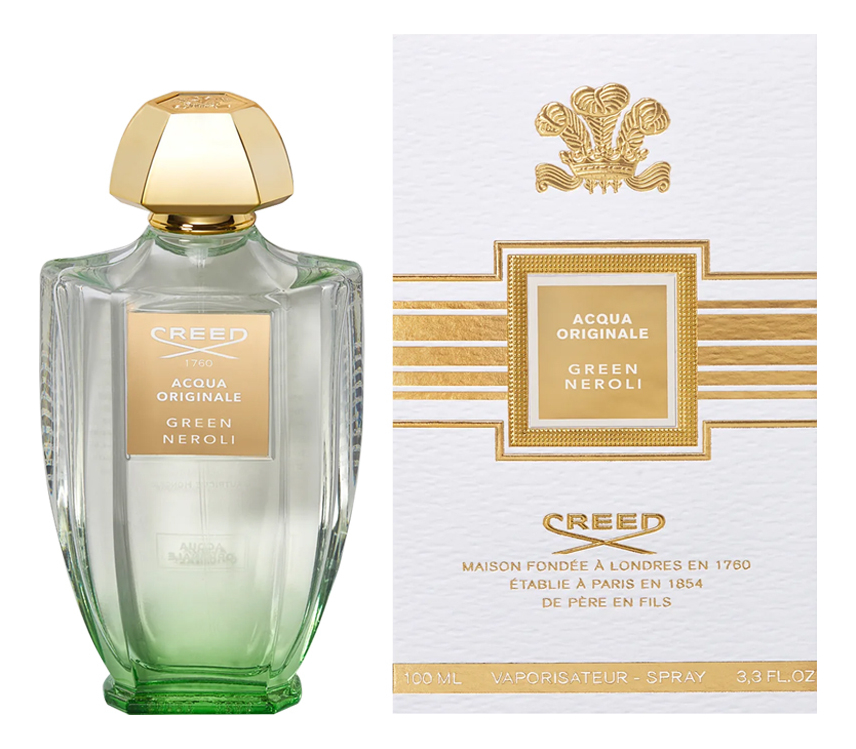 CREED
1760
ACQUA
ORIGINALE
GREEN
NEROLI
ACQUA
ORIGINALE
GREEN
NEROLI
CREED
MAISON FONDÉE À LONDRES EN 1760
ÉTABLIE À PARIS EN 1854
DE PÈRE EN FILS
100 ML VAPORISATEUR - SPRAY 3,3 FL.OZ